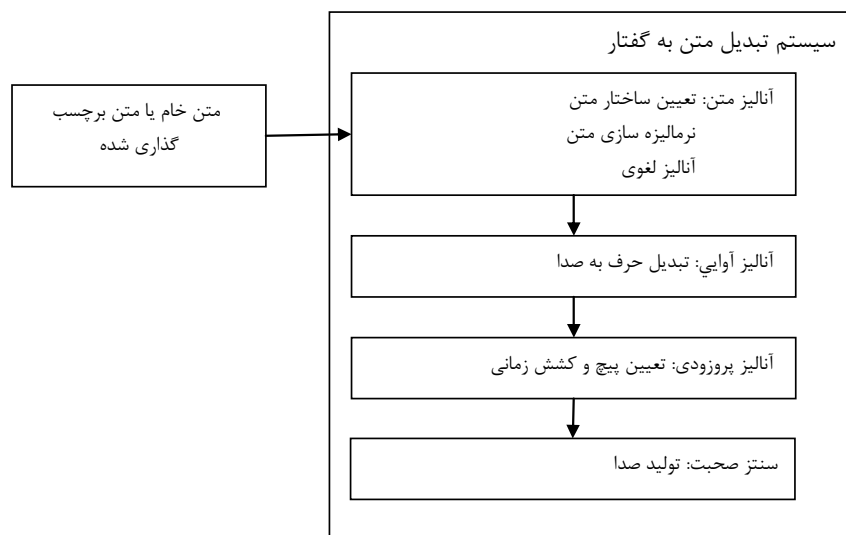 سیستم تبدیل متن به گفتار
متن خام یا متن برچسب
گذاری شده
آنالیز متن: تعیین ساختار متن
نرمالیزه سازی متن
آنالیز لغوی
آنالیز آوايي: تبدیل حرف به صدا
آنالیز پروزودی: تعیین پیچ و کشش زمانی
سنتز صحبت: تولید صدا